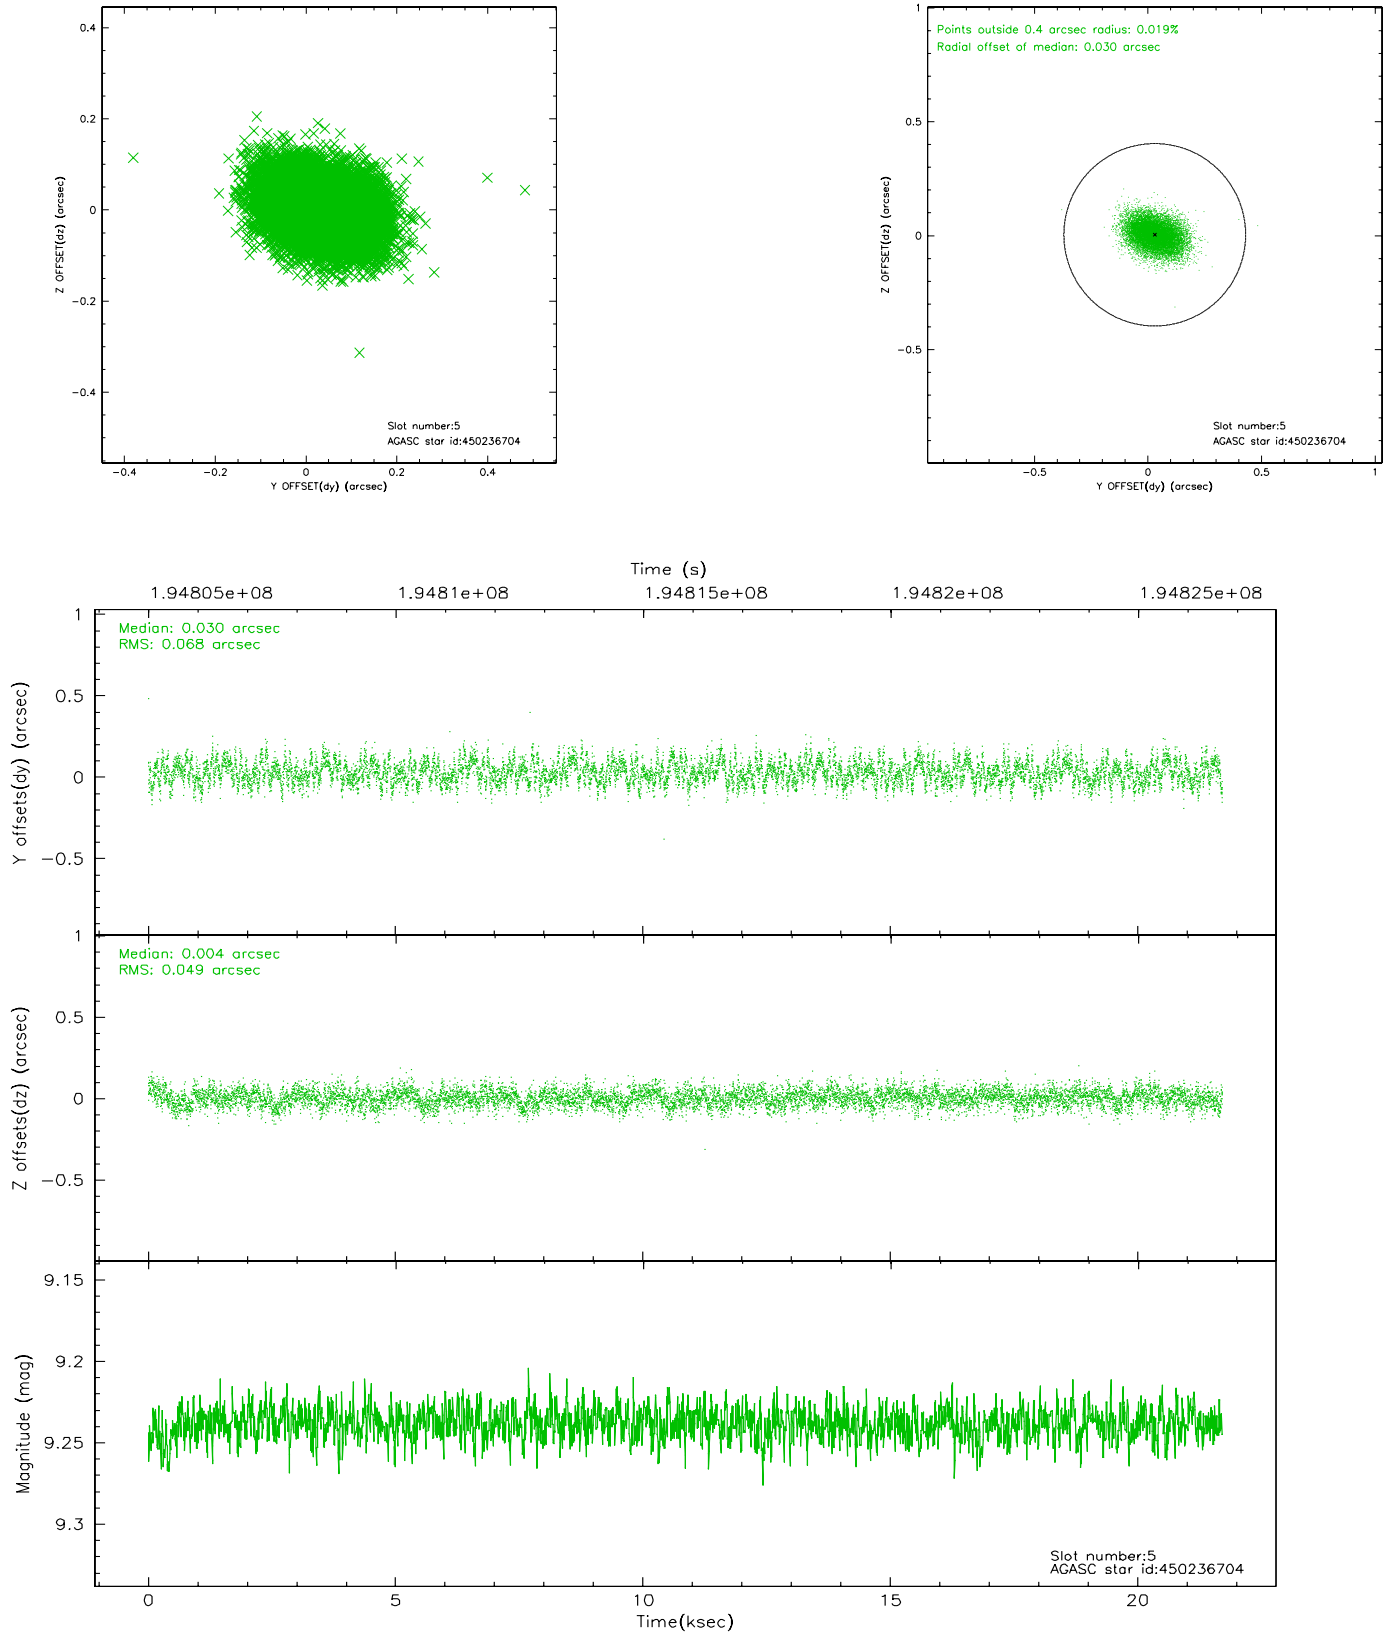 0.4
0.2
0
−0.2
−0.4
Z OFFSET(dz) (arcsec)
Slot number:5
AGASC star id:450236704
−0.4 −0.2 0 0.2 0.4
Y OFFSET(dy) (arcsec)
1
0.5
0
−0.5
Z OFFSET(dz) (arcsec)
Points outside 0.4 arcsec radius: 0.019%
Radial offset of median: 0.030 arcsec
Slot number:5
AGASC star id:450236704
−0.5 0 0.5 1
Y OFFSET(dy) (arcsec)
Time (s)
1.94805e+08 1.9481e+08 1.94815e+08 1.9482e+08 1.94825e+08
1
0.5
0
−0.5
Y offsets(dy) (arcsec)
Median: 0.030 arcsec
RMS: 0.068 arcsec
1
0.5
0
−0.5
Z offsets(dz) (arcsec)
Median: 0.004 arcsec
RMS: 0.049 arcsec
9.15
9.2
9.25
9.3
Magnitude (mag)
Slot number:5
AGASC star id:450236704
0 5 10 15 20
Time(ksec)